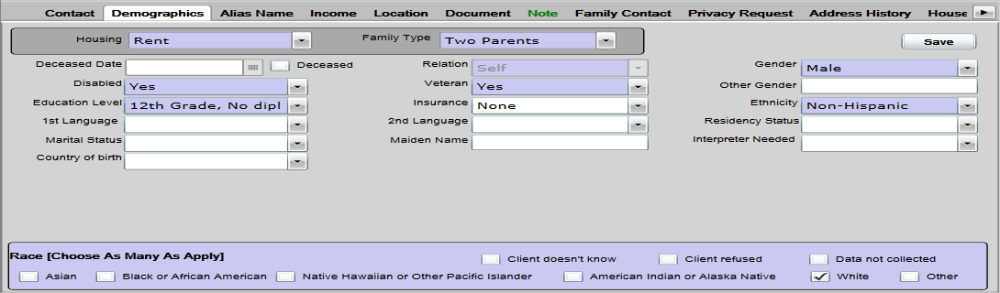 Contact Demographics Alias Name Income Location Document Note Family Contact Privacy Request Address History House
Housing Rent Family Type Two Parents Save
Deceased Date Deceased Relation Self Gender Male
Disabled Yes Veteran Yes Other Gender
Education Level 12th Grade, No dipl Insurance None Ethnicity Non-Hispanic
1st Language 2nd Language Residency Status
Marital Status Maiden Name Interpreter Needed
Country of birth
Race [Choose As Many As Apply] Client doesn't know Client refused Data not collected
Asian Black or African American Native Hawaiian or Other Pacific Islander American Indian or Alaska Native White Other